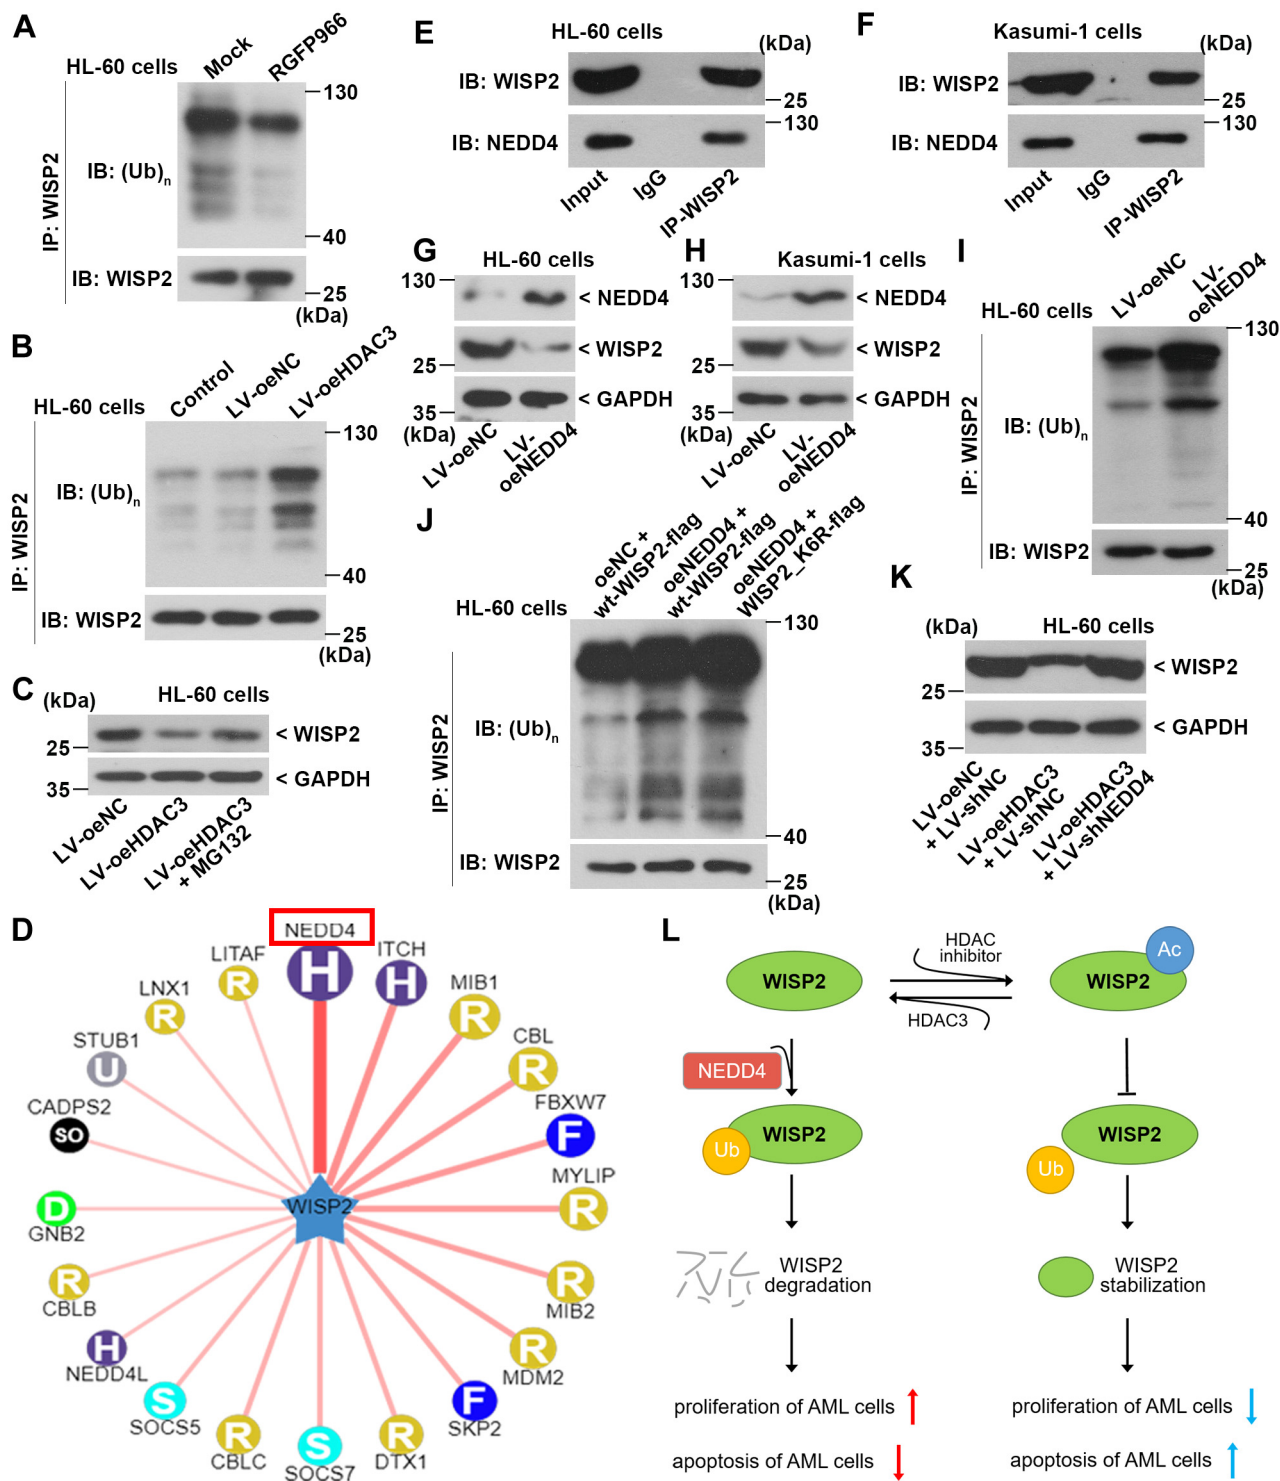 A
HL-60 cells
Mock
RGFP966
IP: WISP2
IB: (Ub)n
IB: WISP2
130
40
25
(kDa)
B
HL-60 cells
Control
LV-oeNC
LV-oeHDAC3
IP: WISP2
IB: (Ub)n
IB: WISP2
130
40
25
(kDa)
C
(kDa)
HL-60 cells
25
< WISP2
35
< GAPDH
LV-oeNC
LV-oeHDAC3
LV-oeHDAC3
+ MG132
D
NEDD4
H
ITCH
H
MIB1
R
CBL
R
FBXW7
F
MYLIP
R
R
MIB2
R
MDM2
F
SKP2
R
DTX1
S
SOCS7
R
CBLC
S
SOCS5
H
NEDD4L
R
CBLB
D
GNB2
CADPS2
SO
STUB1
U
LNX1
R
LITAF
R
WISP2
E
HL-60 cells
(kDa)
IB: WISP2
25
130
IB: NEDD4
Input
IgG
IP-WISP2
F
Kasumi-1 cells
(kDa)
IB: WISP2
25
130
IB: NEDD4
Input
IgG
IP-WISP2
G
HL-60 cells
130
< NEDD4
25
< WISP2
35
< GAPDH
(kDa)
LV-oeNC
LV-
oeNEDD4
H
Kasumi-1 cells
130
< NEDD4
25
< WISP2
35
< GAPDH
(kDa)
LV-oeNC
LV-
oeNEDD4
I
HL-60 cells
LV-oeNC
LV-
oeNEDD4
IP: WISP2
IB: (Ub)n
IB: WISP2
130
40
25
(kDa)
J
HL-60 cells
oeNC +
wt-WISP2-flag
oeNEDD4 +
wt-WISP2-flag
oeNEDD4 +
WISP2_K6R-flag
IP: WISP2
IB: (Ub)n
IB: WISP2
130
40
25
(kDa)
K
(kDa)
HL-60 cells
25
< WISP2
35
< GAPDH
LV-oeNC
+ LV-shNC
LV-oeHDAC3
+ LV-shNC
LV-oeHDAC3
+ LV-shNEDD4
L
WISP2
HDAC
inhibitor
HDAC3
WISP2
Ac
NEDD4
Ub
WISP2
Ub
WISP2
WISP2
degradation
WISP2
stabilization
proliferation of AML cells
apoptosis of AML cells
proliferation of AML cells
apoptosis of AML cells